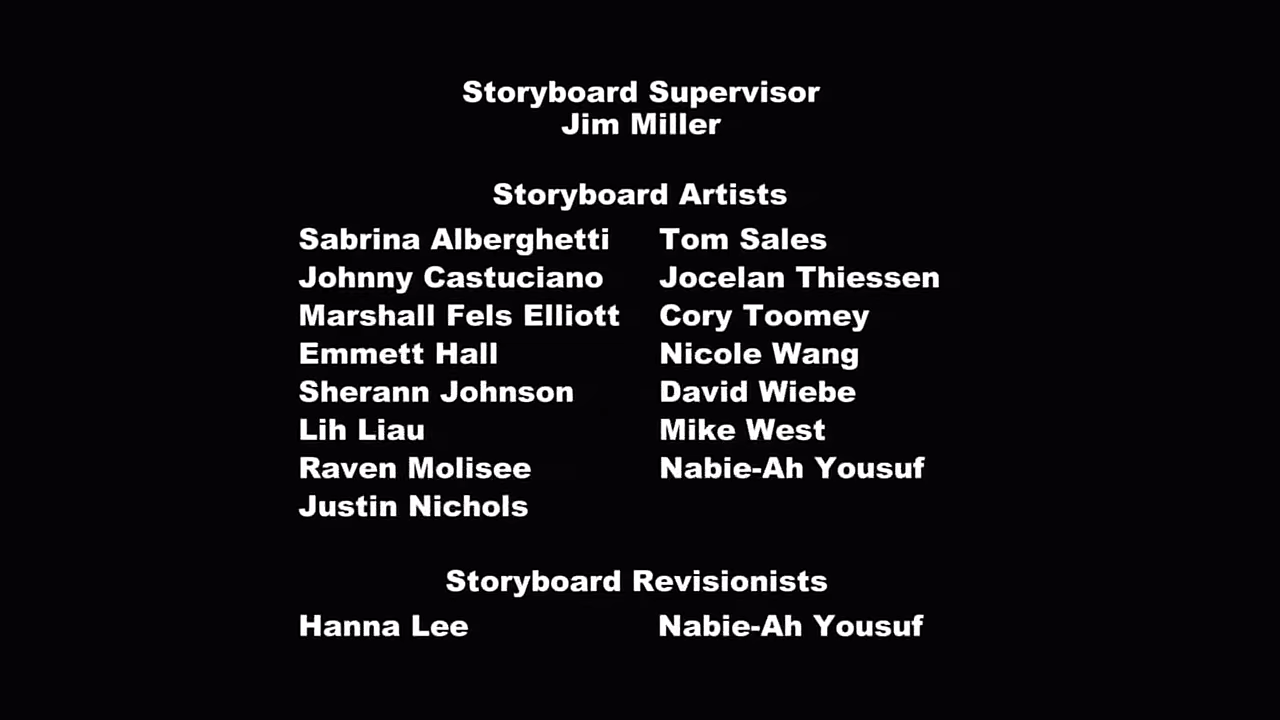 Storyboard Supervisor
Jim Miller
Storyboard Artists
Sabrina Alberghetti Tom Sales
Johnny Castuciano Jocelan Thiessen
Marshall Fels Elliott Cory Toomey
Emmett Hall Nicole Wang
Sherann Johnson David Wiebe
Lih Liau Mike West
Raven Molisee Nabie-Ah Yousuf
Justin Nichols
Storyboard Revisionists
Hanna Lee Nabie-Ah Yousuf